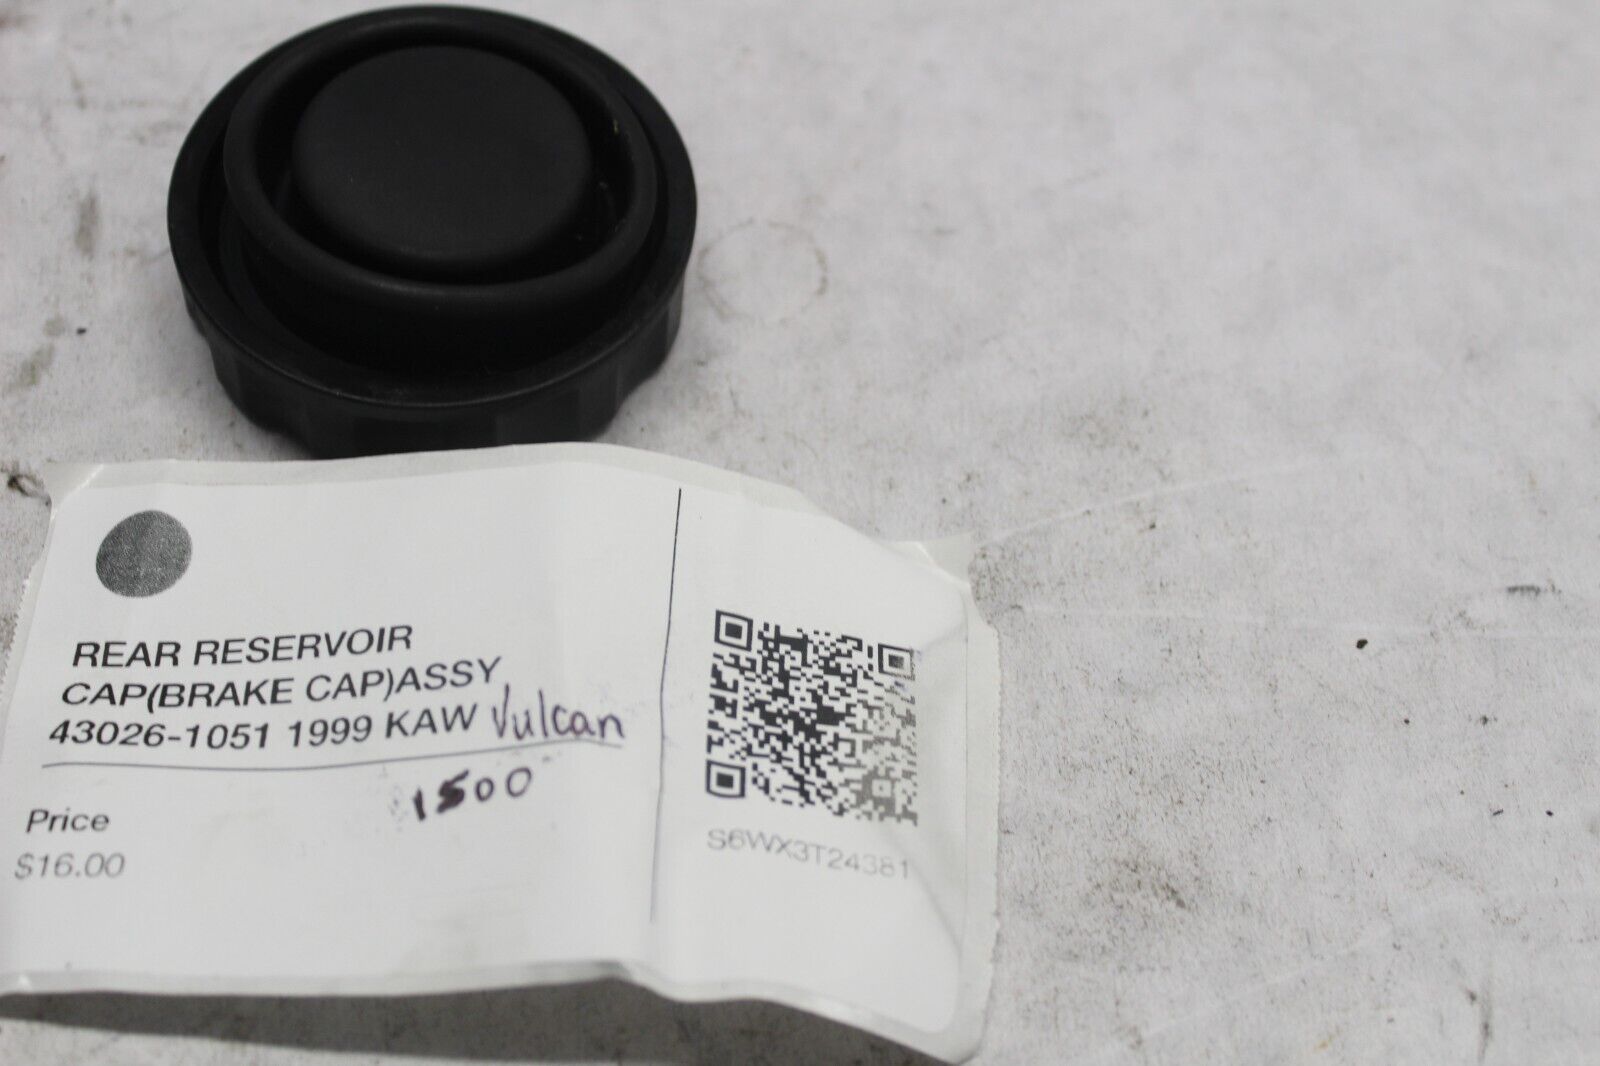 REAR RESERVOIR
CAP(BRAKE CAP)ASSY
43026-1051 1999 KAW Vulcan
1500
Price
$16.00
S6WX3T24381